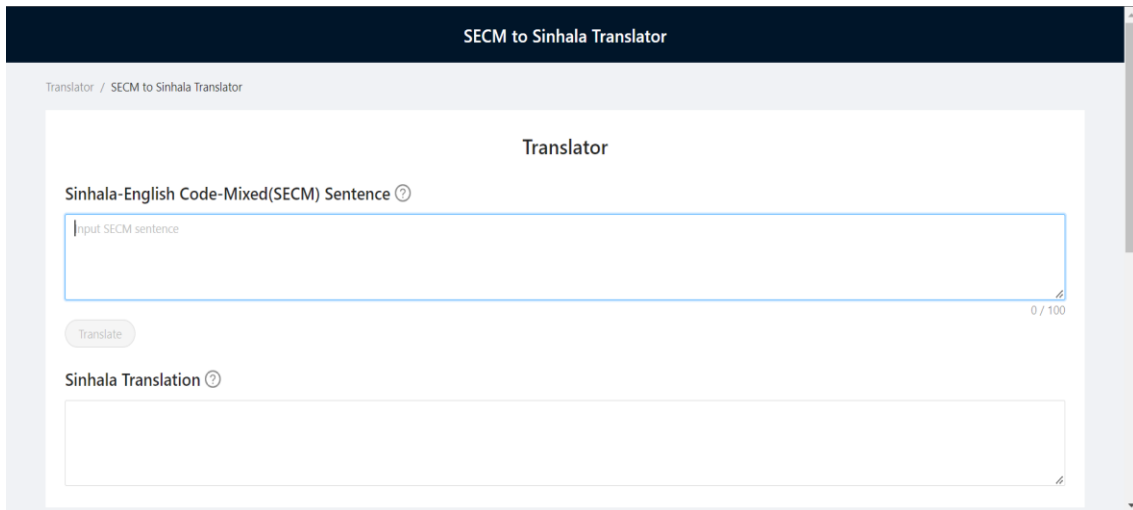 SECM to Sinhala Translator
Translator / SECM to Sinhala Translator
Translator
Sinhala-English Code-Mixed(SECM) Sentence ?
Input SECM sentence
0 / 100
Translate
Sinhala Translation ?